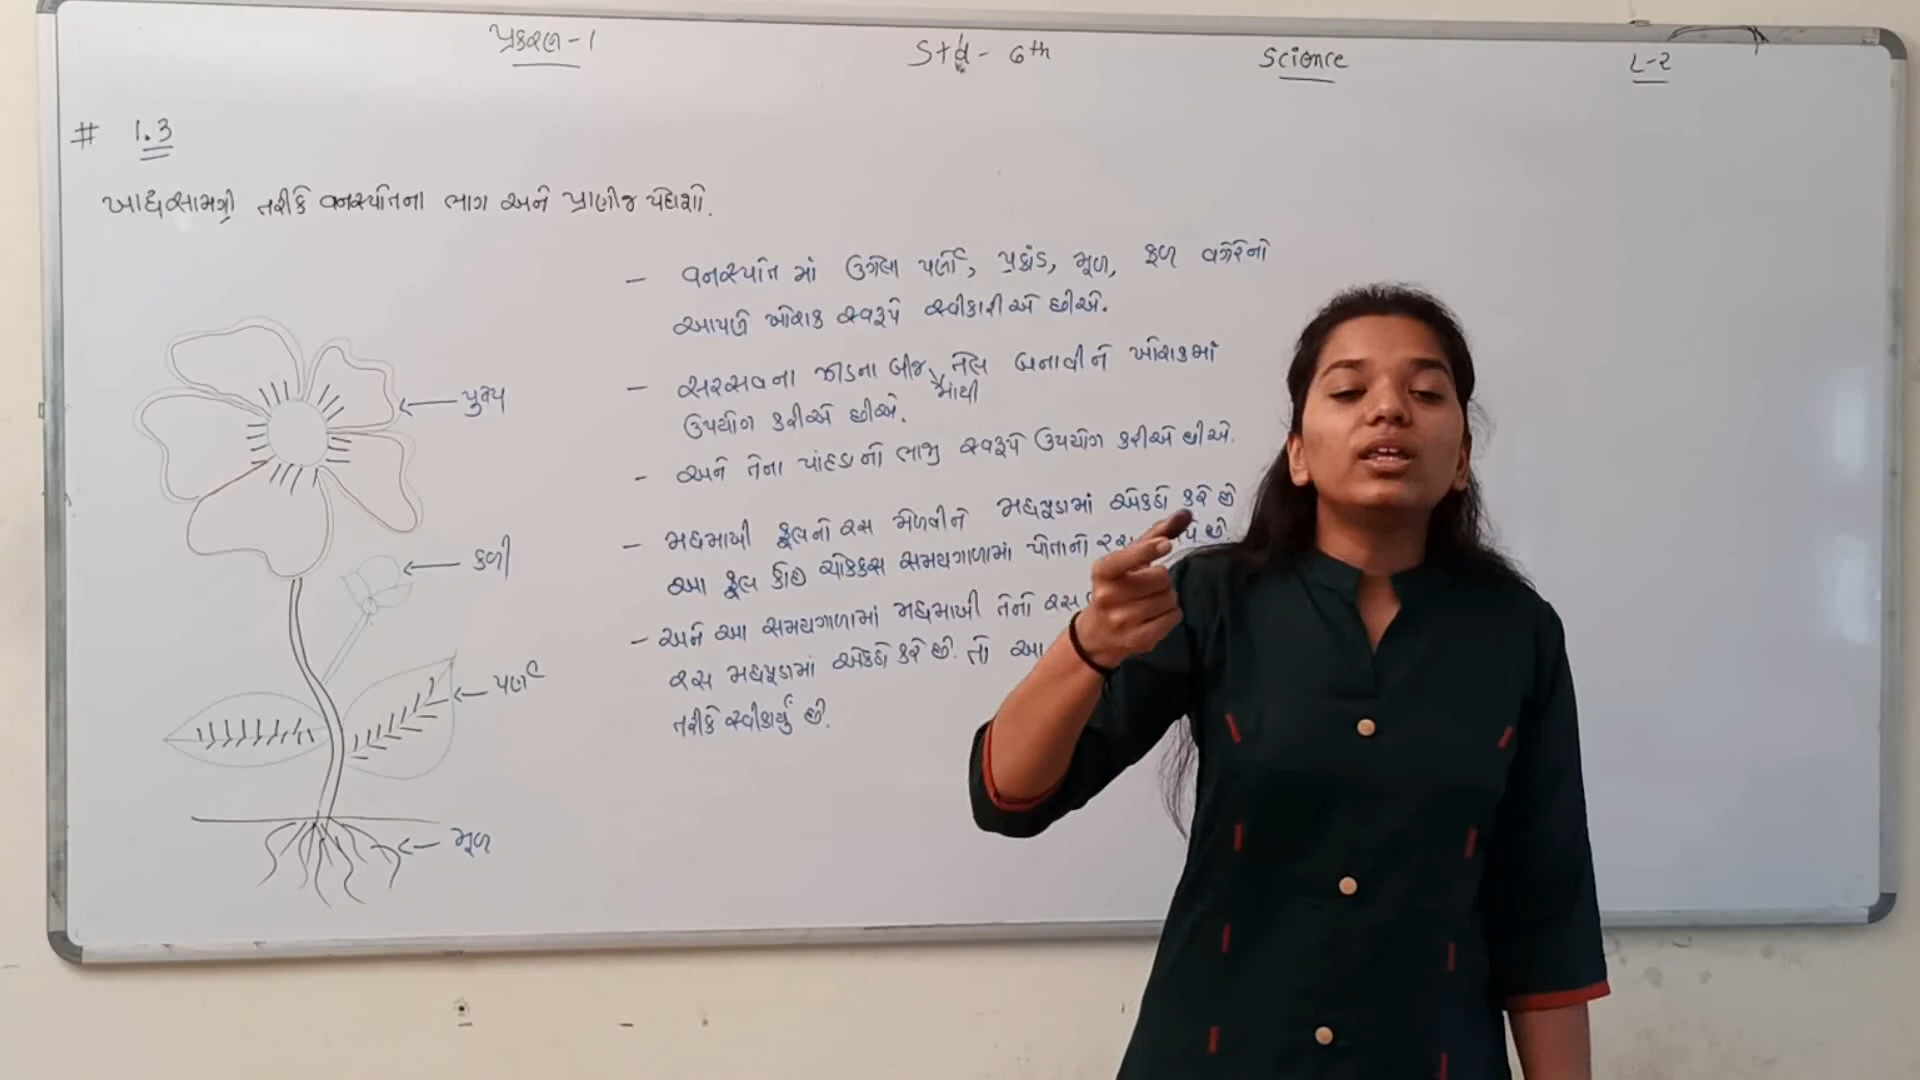 પ્રકરણ-1 Std - 6th Science L-2
# 1.3
ખાદ્યસામગ્રી તરીકે વનસ્પતિના ભાગ અને પ્રાણીજ પેદાશો.
- વનસ્પતિ માં ઉગેલા પર્ણો, પ્રકાંડ, મૂળ, ફળ વગેરેનો
આપણે ખોરાક સ્વરૂપે સ્વીકારીએ છીએ.
- સરસવના ઝાડના બીજ માંથી તેલ બનાવીને ખોરાકમાં
ઉપયોગ કરીએ છીએ.
- અને તેના પાંદડાનો ભાજી સ્વરૂપે ઉપયોગ કરીએ છીએ.
- મધમાખી ફૂલનો રસ મેળવીને મધપૂડામાં એકઠો કરે છે
આ ફૂલ કોઈ ચોક્કસ સમયગાળામાં પોતાનો રસ છે.
- અને આ સમયગાળામાં મધમાખી તેનો રસ
રસ મધપૂડામાં એકઠો કરે છે. તો આ
તરીકે સ્વીકાર્યું છે.
પુષ્પ
કળી
પર્ણ
મૂળ